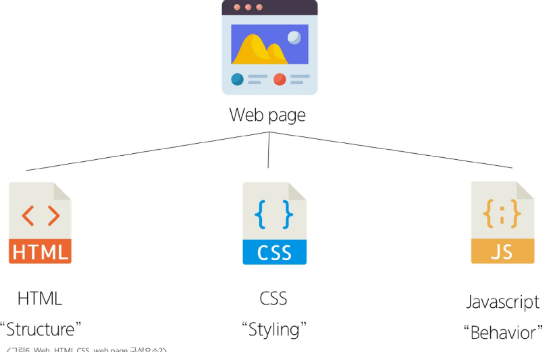 Web page
< >
HTML
{ }
CSS
{;}
JS
HTML
"Structure"
CSS
"Styling"
Javascript
"Behavior"
<그림6. Web, HTML CSS, web page 구성요소2>